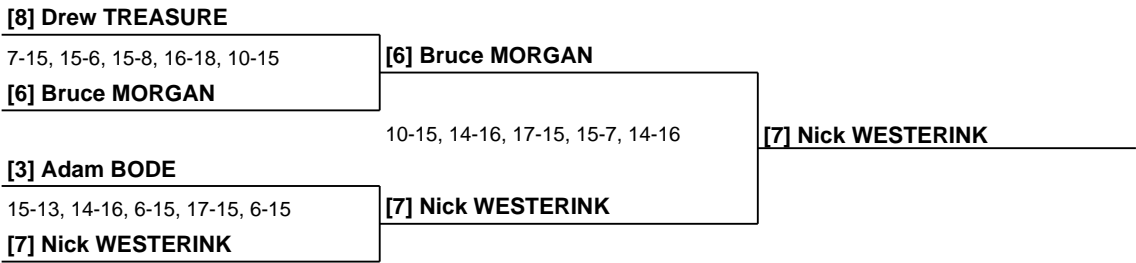 [8] Drew TREASURE
7-15, 15-6, 15-8, 16-18, 10-15
[6] Bruce MORGAN
[6] Bruce MORGAN
10-15, 14-16, 17-15, 15-7, 14-16
[7] Nick WESTERINK
[3] Adam BODE
15-13, 14-16, 6-15, 17-15, 6-15
[7] Nick WESTERINK
[7] Nick WESTERINK